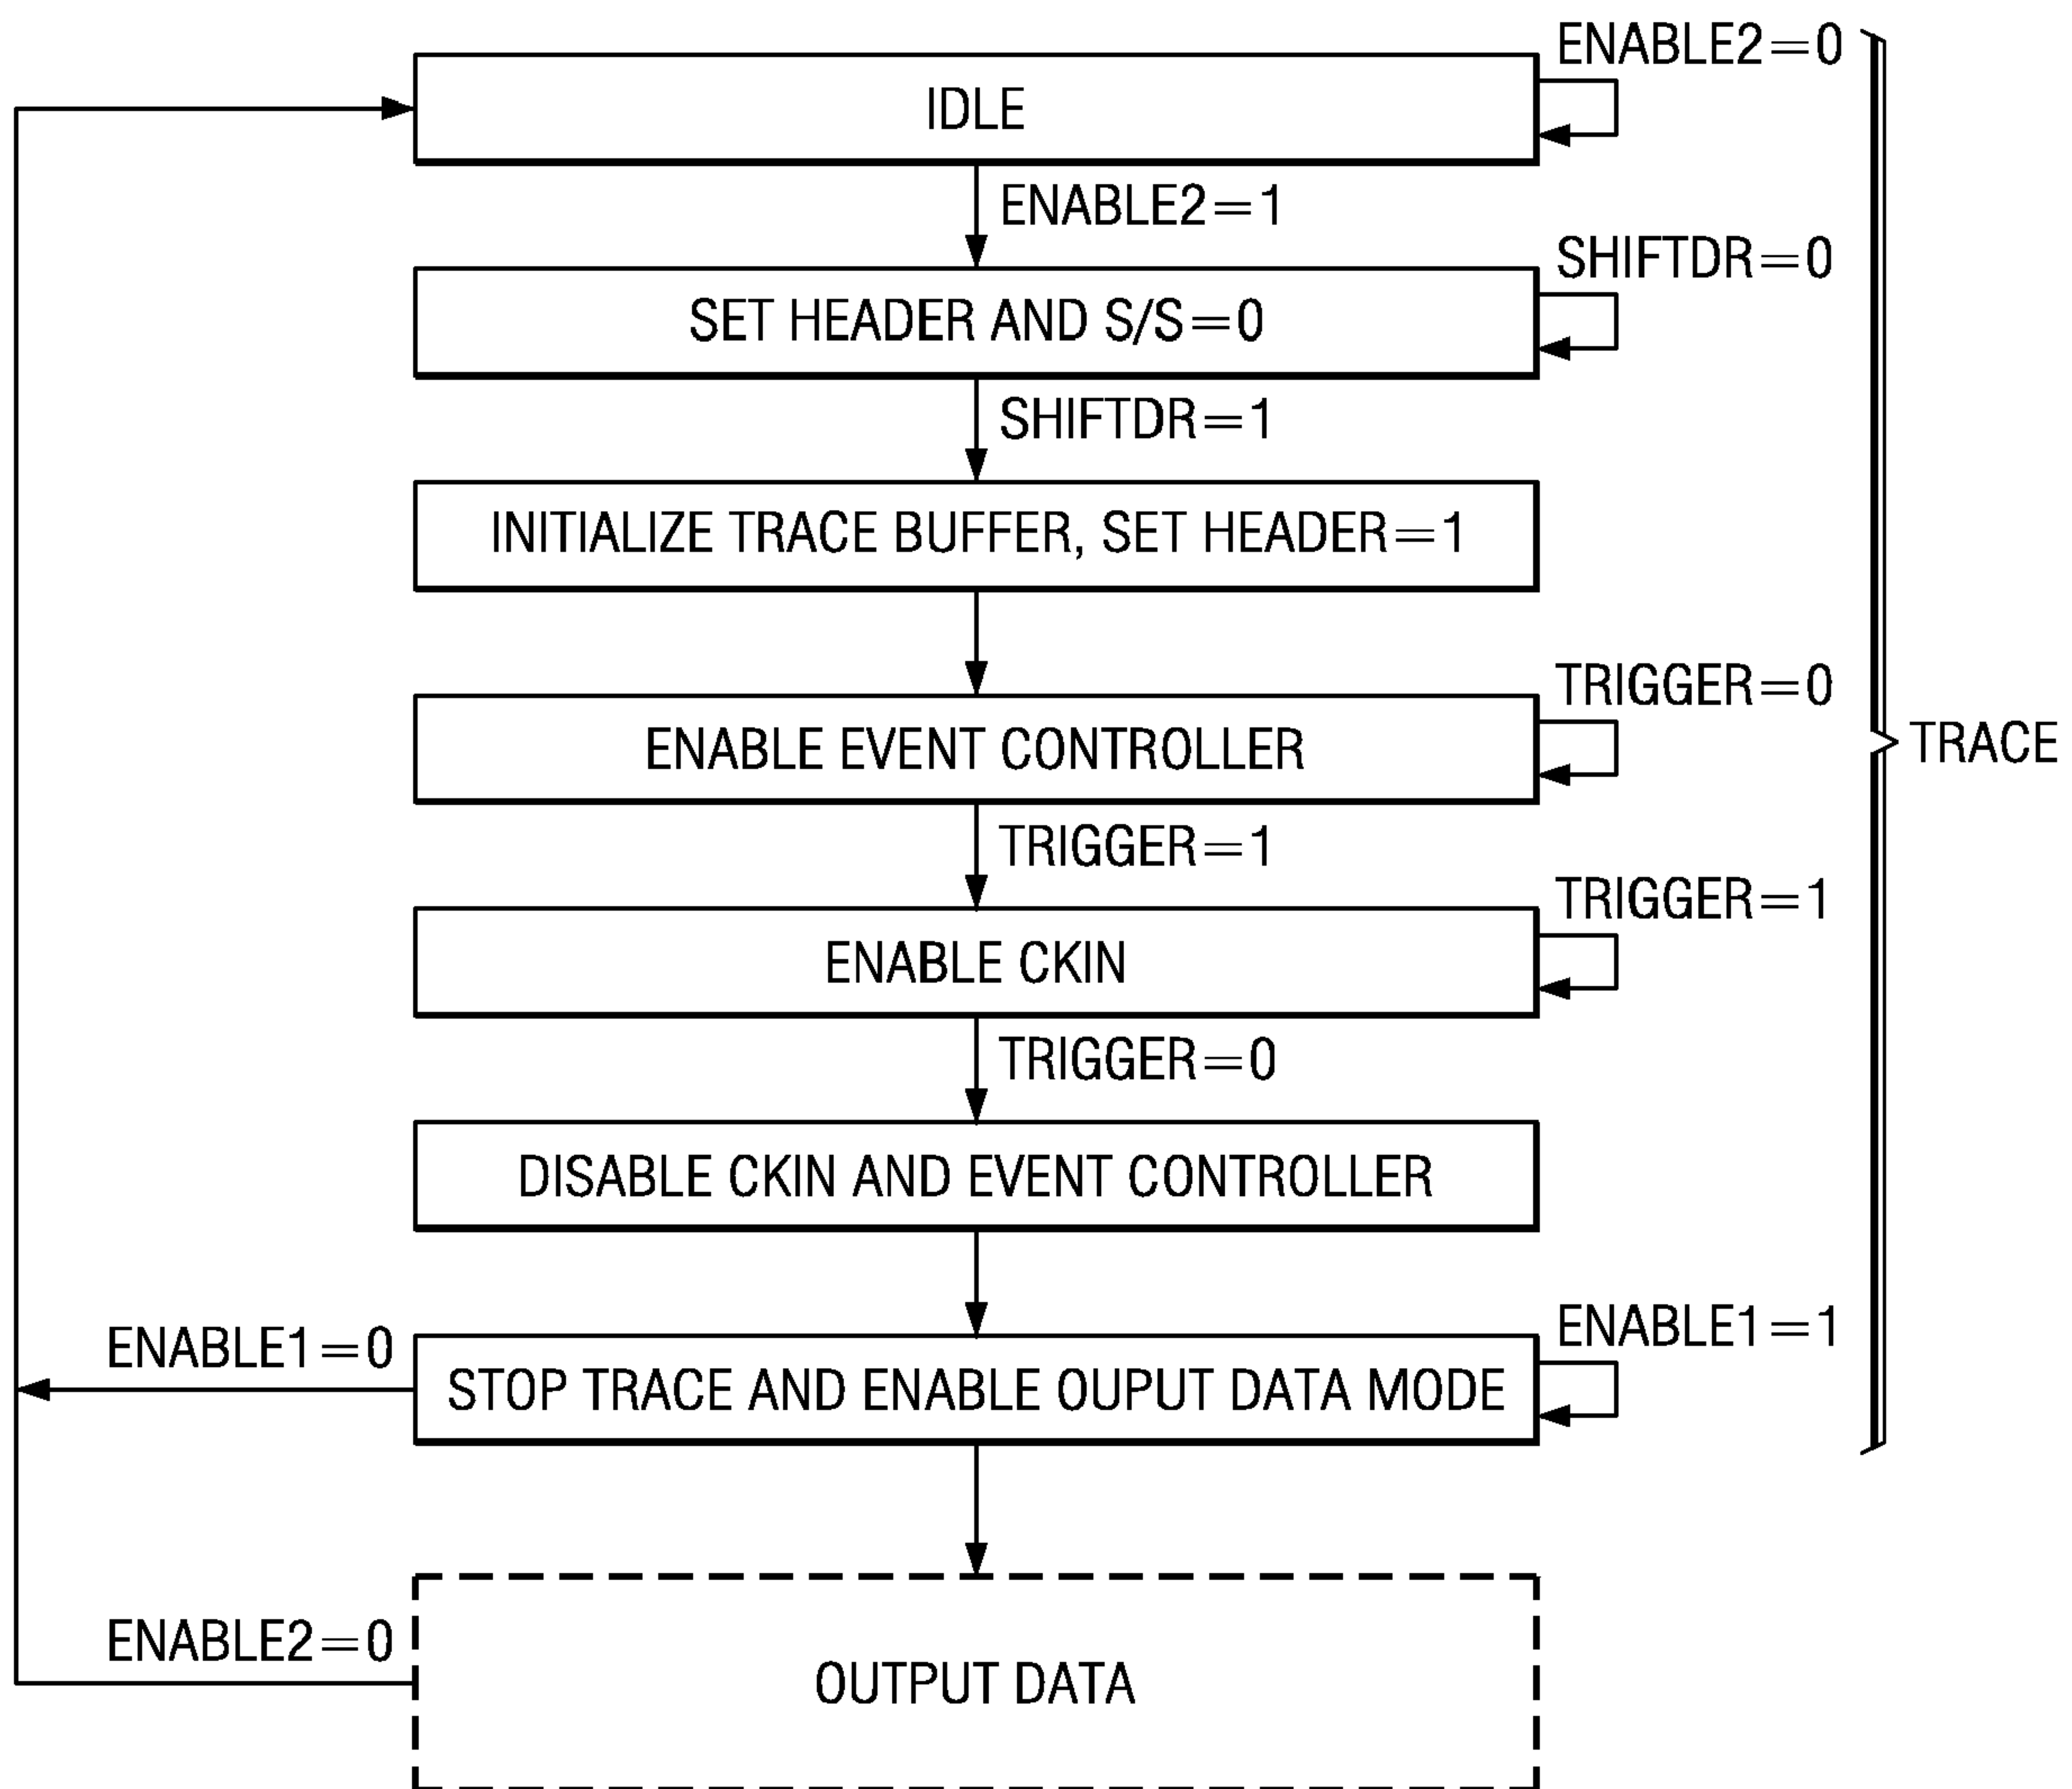 ENABLE2=0
IDLE
ENABLE2=1
SHIFTDR=0
SET HEADER AND S/S=0
SHIFTDR=1
INITIALIZE TRACE BUFFER, SET HEADER=1
TRIGGER=0
ENABLE EVENT CONTROLLER
TRACE
TRIGGER=1
TRIGGER=1
ENABLE CKIN
TRIGGER=0
DISABLE CKIN AND EVENT CONTROLLER
ENABLE1=1
ENABLE1=0
STOP TRACE AND ENABLE OUPUT DATA MODE
ENABLE2=0
OUTPUT DATA